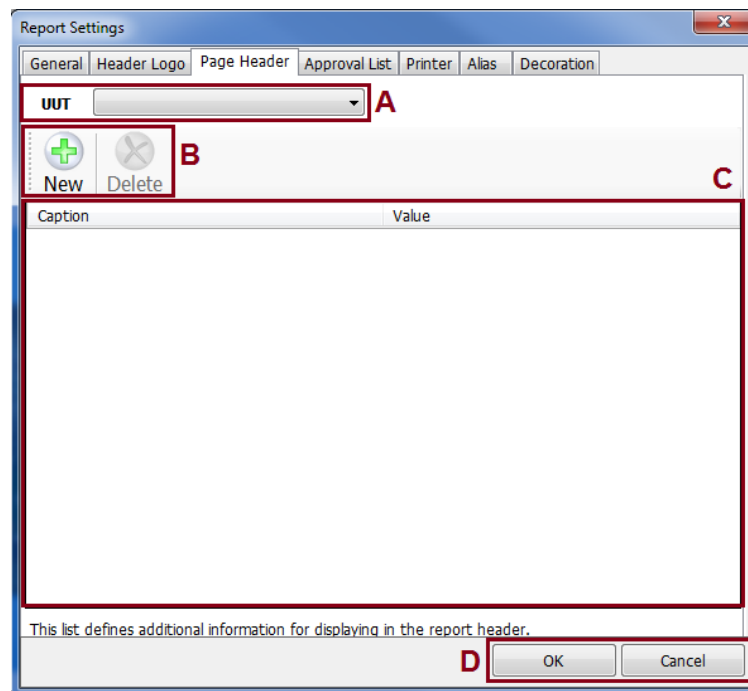 Report Settings
General Header Logo Page Header Approval List Printer Alias Decoration
UUT A
New Delete B
C
Caption Value
This list defines additional information for displaying in the report header.
D OK Cancel